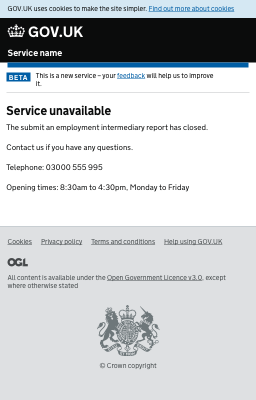 GOV.UK uses cookies to make the site simpler. Find out more about cookies
GOV.UK
Service name
BETA This is a new service – your feedback will help us to improve
it.
Service unavailable
The submit an employment intermediary report has closed.
Contact us if you have any questions.
Telephone: 03000 555 995
Opening times: 8:30am to 4:30pm, Monday to Friday
Cookies Privacy policy Terms and conditions Help using GOV.UK
OGL
All content is available under the Open Government Licence v3.0, except
where otherwise stated
© Crown copyright